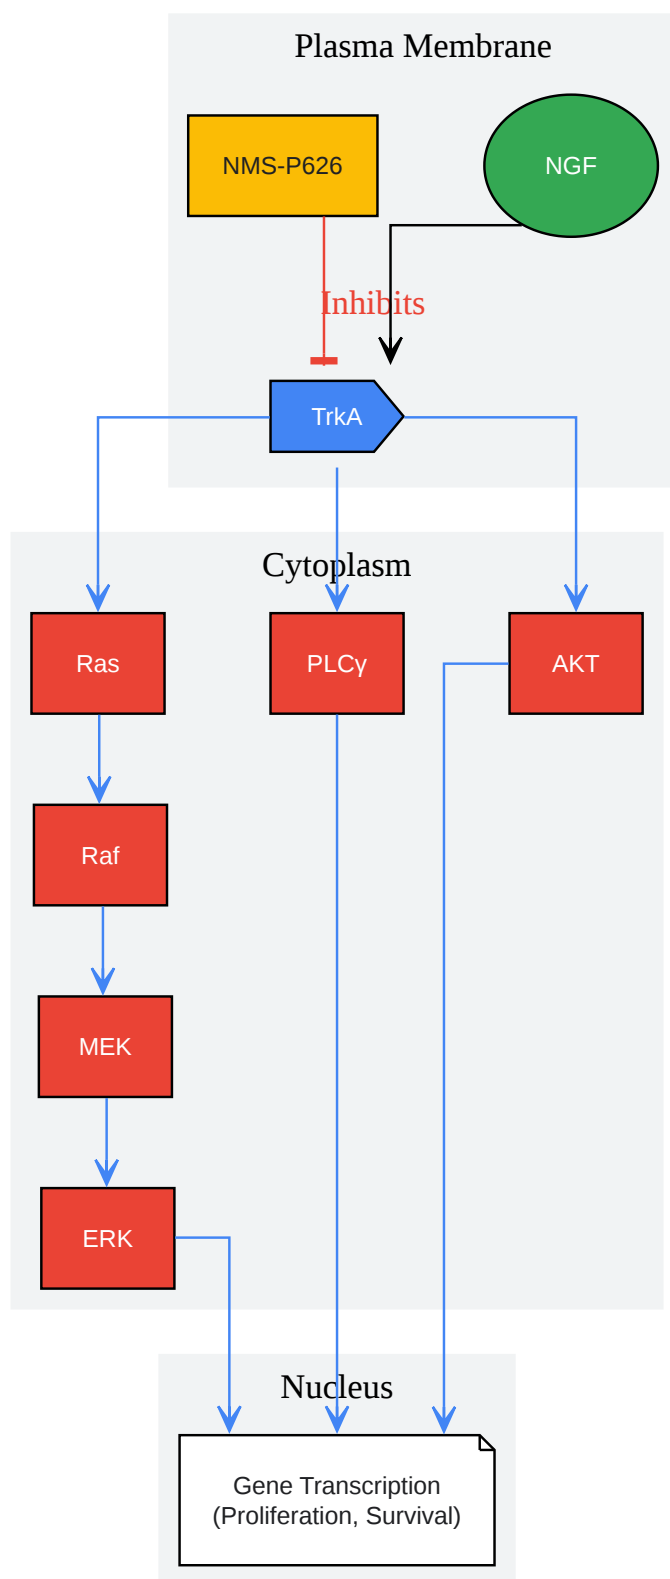 Plasma Membrane
NMS-P626
NGF
Inhibits
TrkA
Cytoplasm
Ras
PLCγ
AKT
Raf
MEK
ERK
Nucleus
Gene Transcription
(Proliferation, Survival)